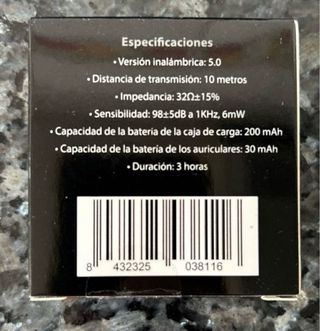 Especificaciones
• Versión inalámbrica: 5.0
• Distancia de transmisión: 10 metros
• Impedancia: 32Ω±15%
• Sensibilidad: 98±5dB a 1KHz, 6mW
• Capacidad de la batería de la caja de carga: 200 mAh
• Capacidad de la batería de los auriculares: 30 mAh
• Duración: 3 horas
8 432325 038116